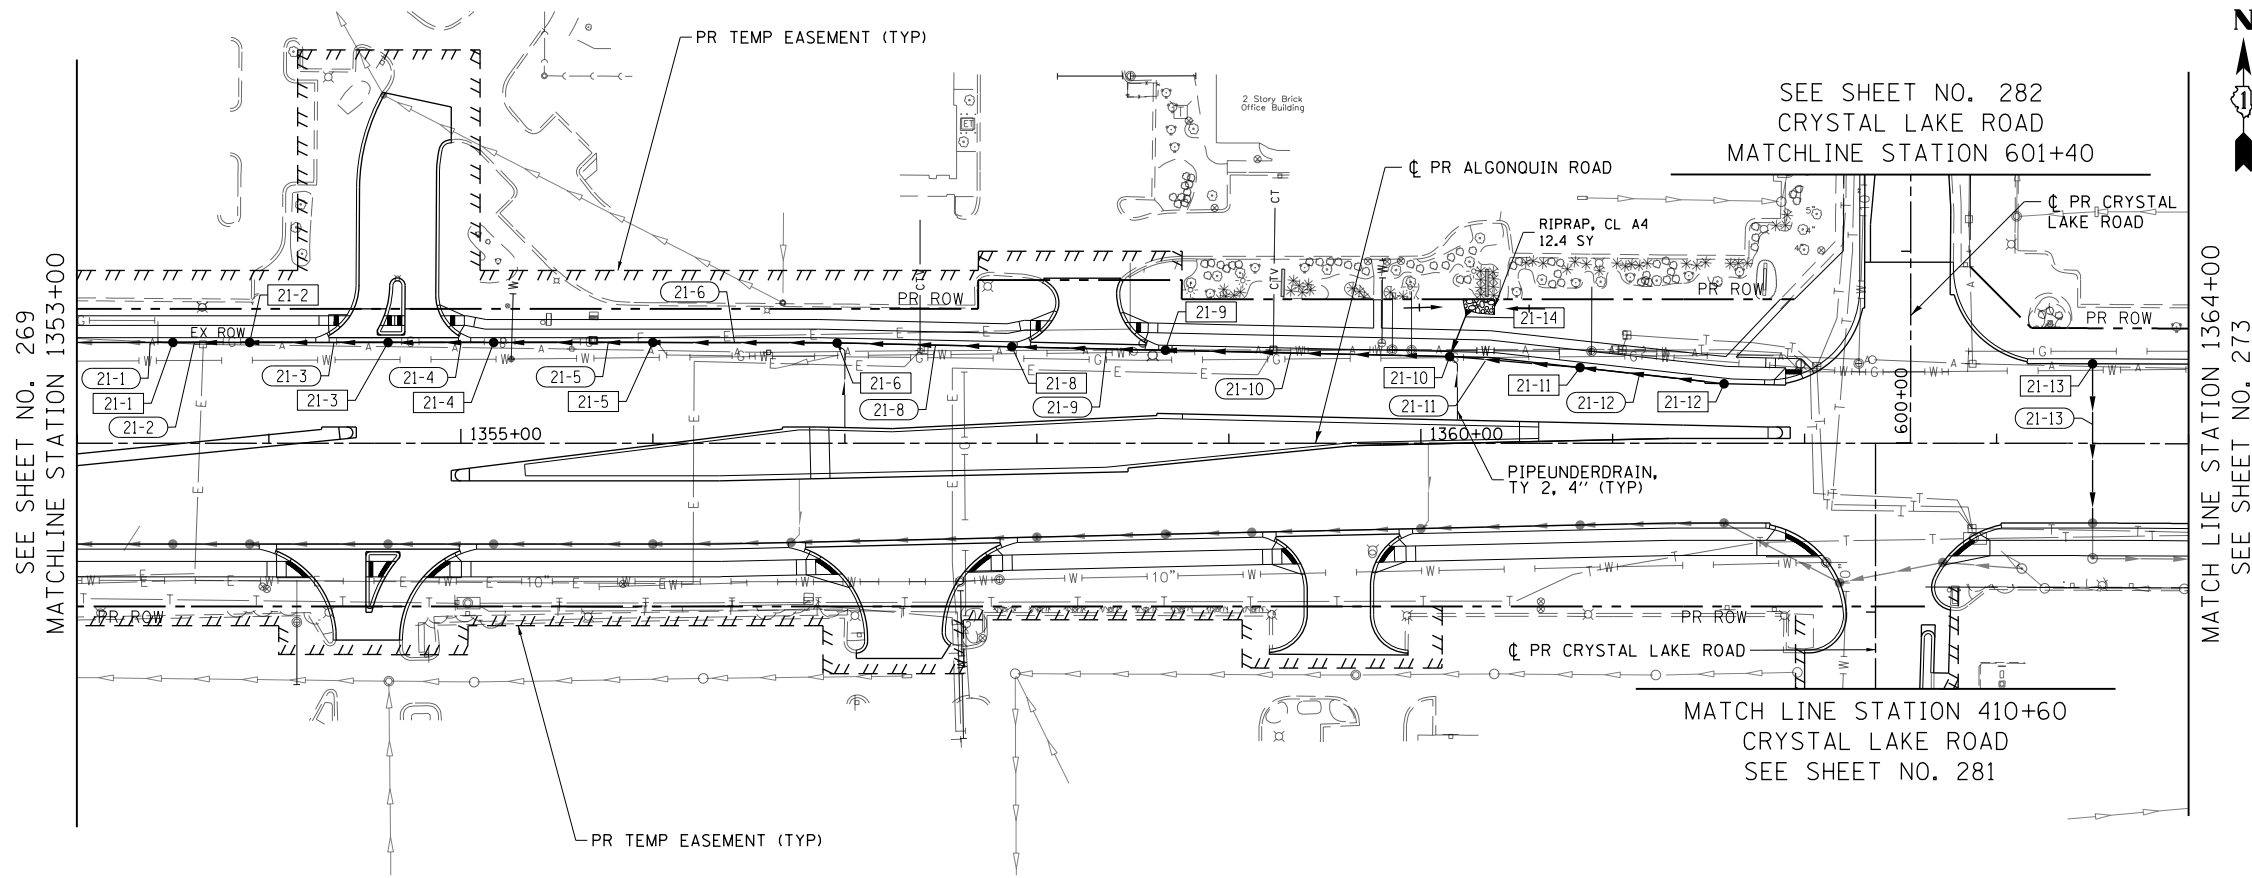 N
1
PR TEMP EASEMENT (TYP)
2 Story Brick
Office Building
ET
SEE SHEET NO. 282
CRYSTAL LAKE ROAD
MATCHLINE STATION 601+40
℄ PR ALGONQUIN ROAD
℄ PR CRYSTAL
LAKE ROAD
RIPRAP, CL A4
12.4 SY
SEE SHEET NO. 269
MATCHLINE STATION 1353+00
MATCH LINE STATION 1364+00
SEE SHEET NO. 273
CT
CTV
21-2
21-6
PR ROW
PR ROW
PR ROW
EX ROW
21-9
21-14
21-1
21-1
21-2
21-3
21-3
21-4
21-4
21-5
21-5
21-6
21-8
21-8
21-9
21-10
21-10
21-11
21-11
21-12
21-12
21-13
21-13
1355+00
1360+00
600+00
PIPEUNDERDRAIN,
TY 2, 4'' (TYP)
10"
10"
PR ROW
PR ROW
℄ PR CRYSTAL LAKE ROAD
MATCH LINE STATION 410+60
CRYSTAL LAKE ROAD
SEE SHEET NO. 281
PR TEMP EASEMENT (TYP)